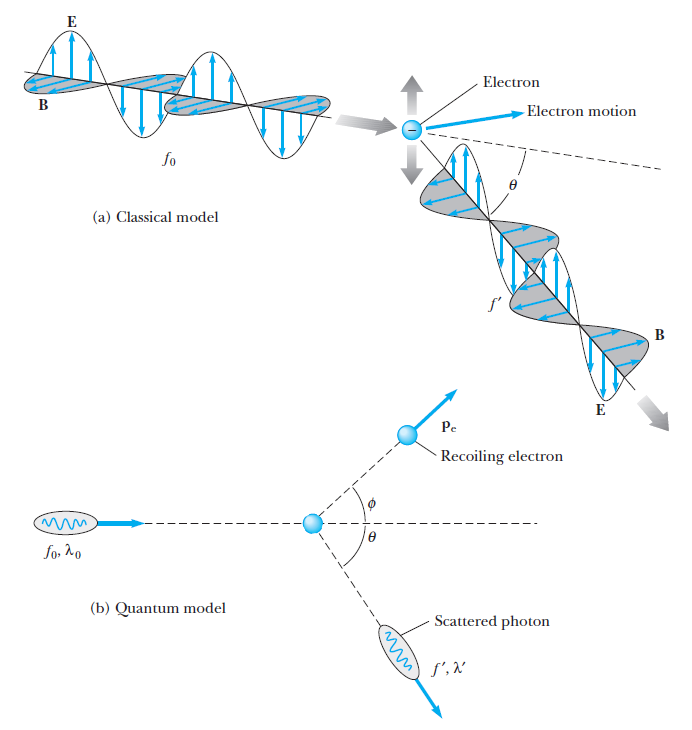 E
B
f₀
(a) Classical model
Electron
Electron motion
−
θ
f′
B
E
pₑ
Recoiling electron
ϕ
θ
f₀, λ₀
(b) Quantum model
Scattered photon
f′, λ′